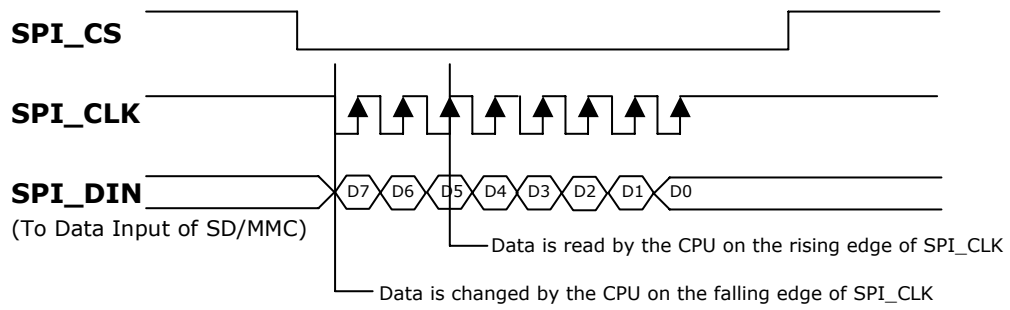 SPI_CS
SPI_CLK
SPI_DIN
D7 D6 D5 D4 D3 D2 D1 D0
(To Data Input of SD/MMC)
Data is read by the CPU on the rising edge of SPI_CLK
Data is changed by the CPU on the falling edge of SPI_CLK